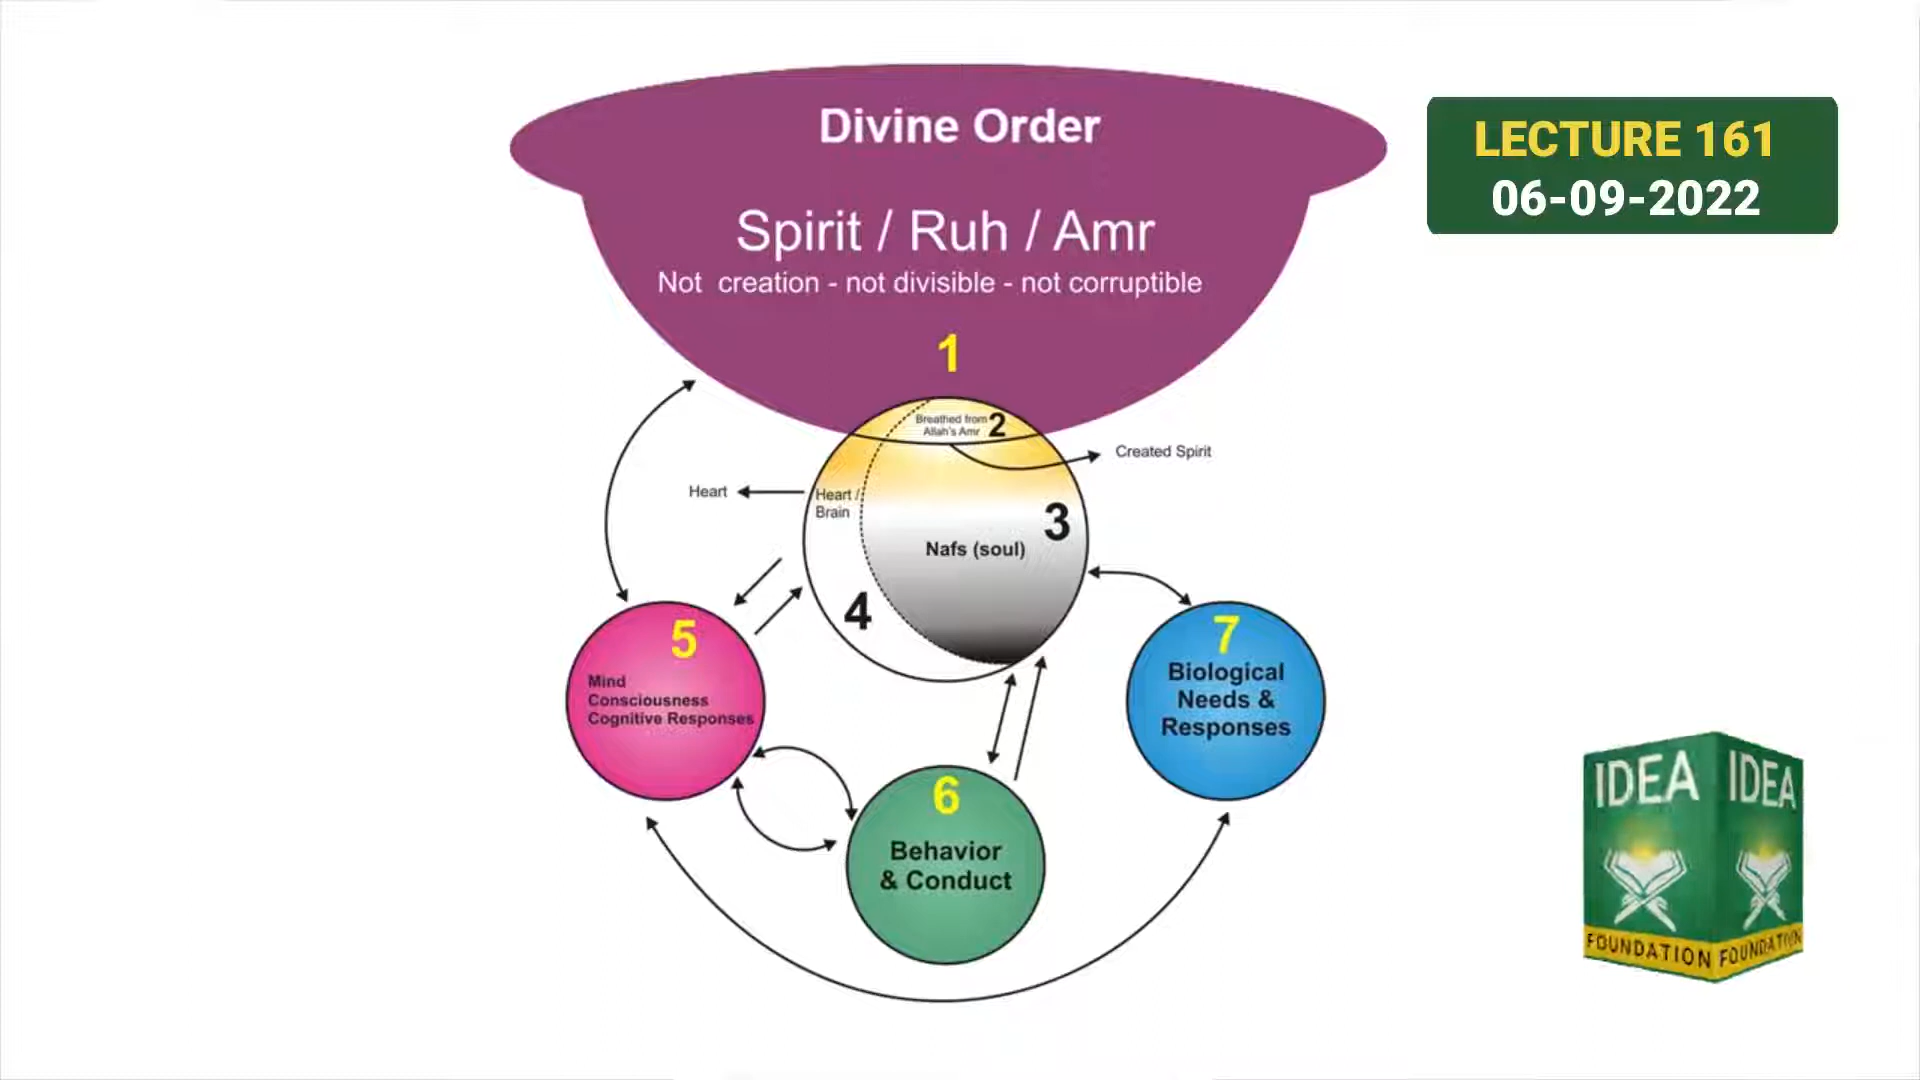 Divine Order
Spirit / Ruh / Amr
Not creation - not divisible - not corruptible
1
LECTURE 161
06-09-2022
Breathed from
Allah's Amr
2
Created Spirit
Heart
Heart /
Brain
3
Nafs (soul)
4
5
Mind
Consciousness
Cognitive Responses
7
Biological
Needs &
Responses
6
Behavior
& Conduct
IDEA
FOUNDATION
IDEA
FOUNDATION